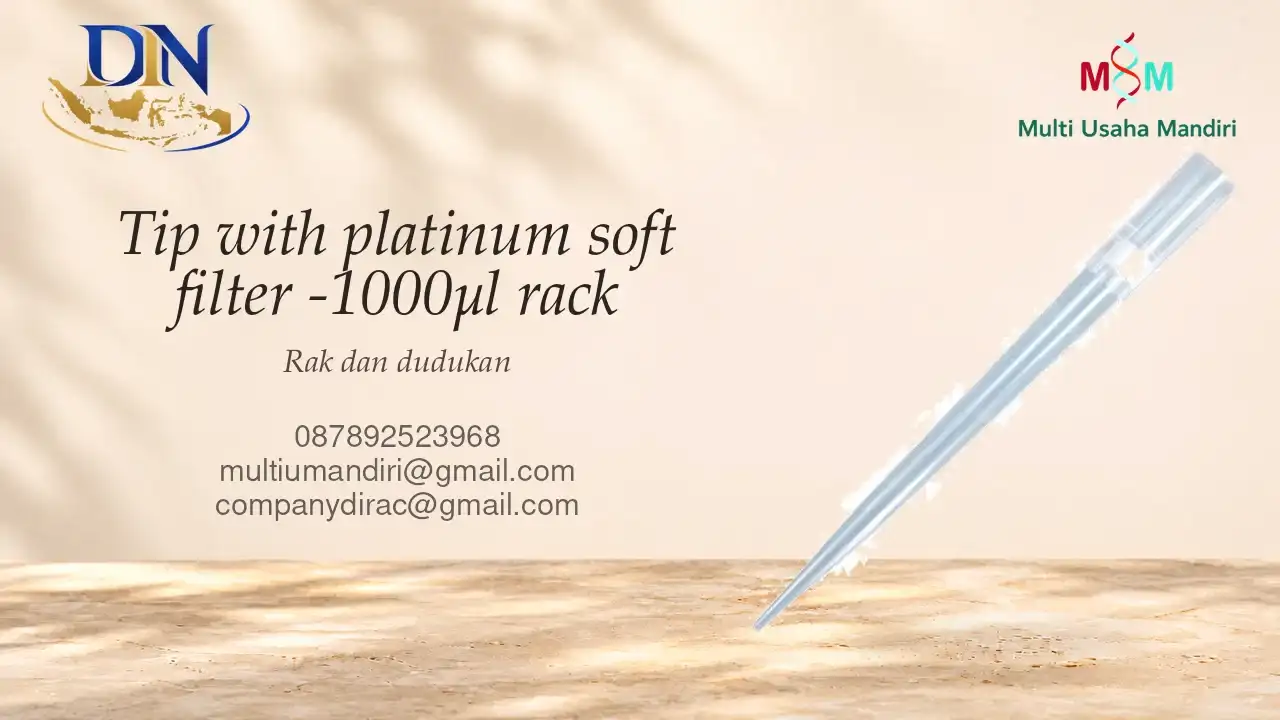 DIN
MSM
Multi Usaha Mandiri
Tip with platinum soft
filter -1000µl rack
Rak dan dudukan
087892523968
multiumandiri@gmail.com
companydirac@gmail.com